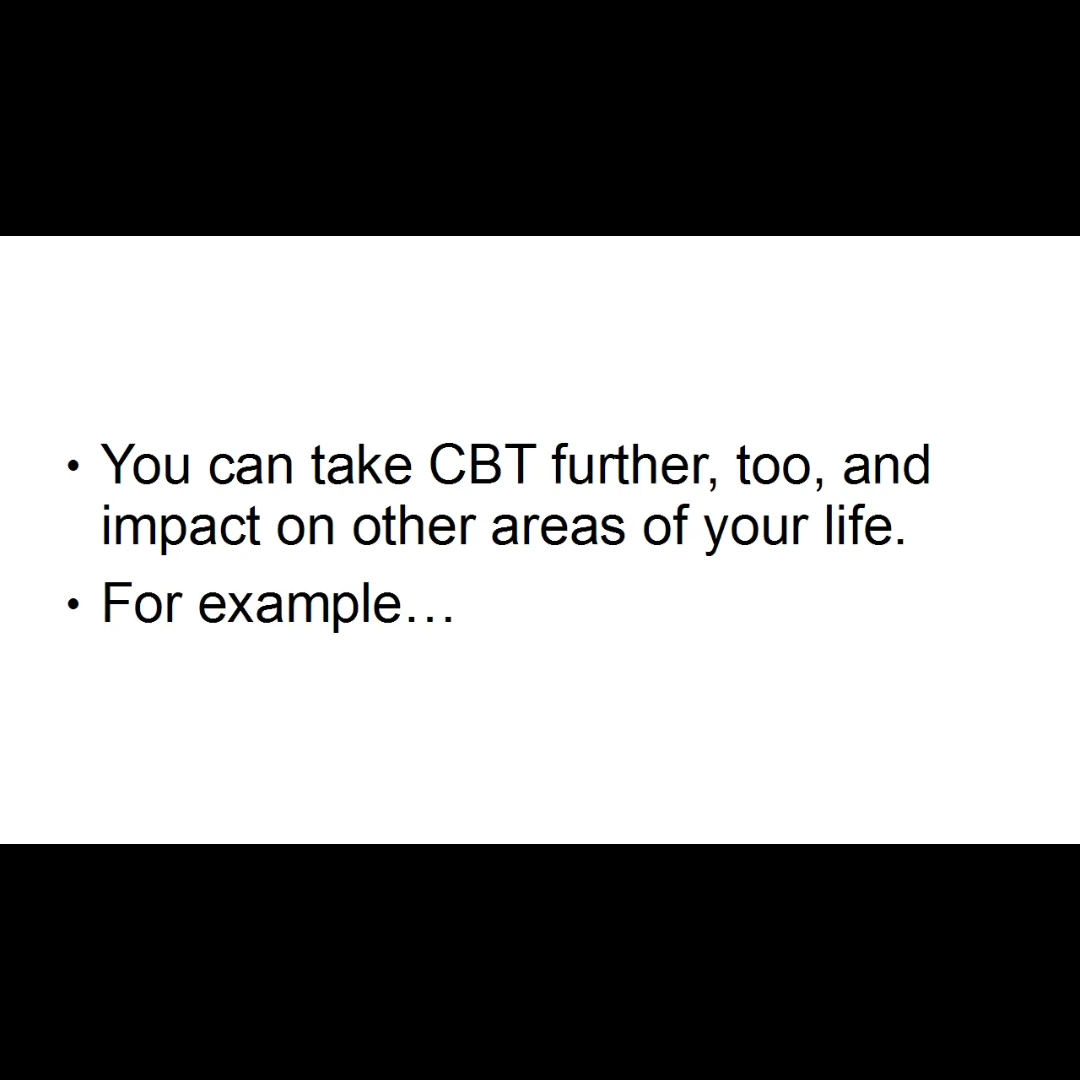 • You can take CBT further, too, and
impact on other areas of your life.
• For example…